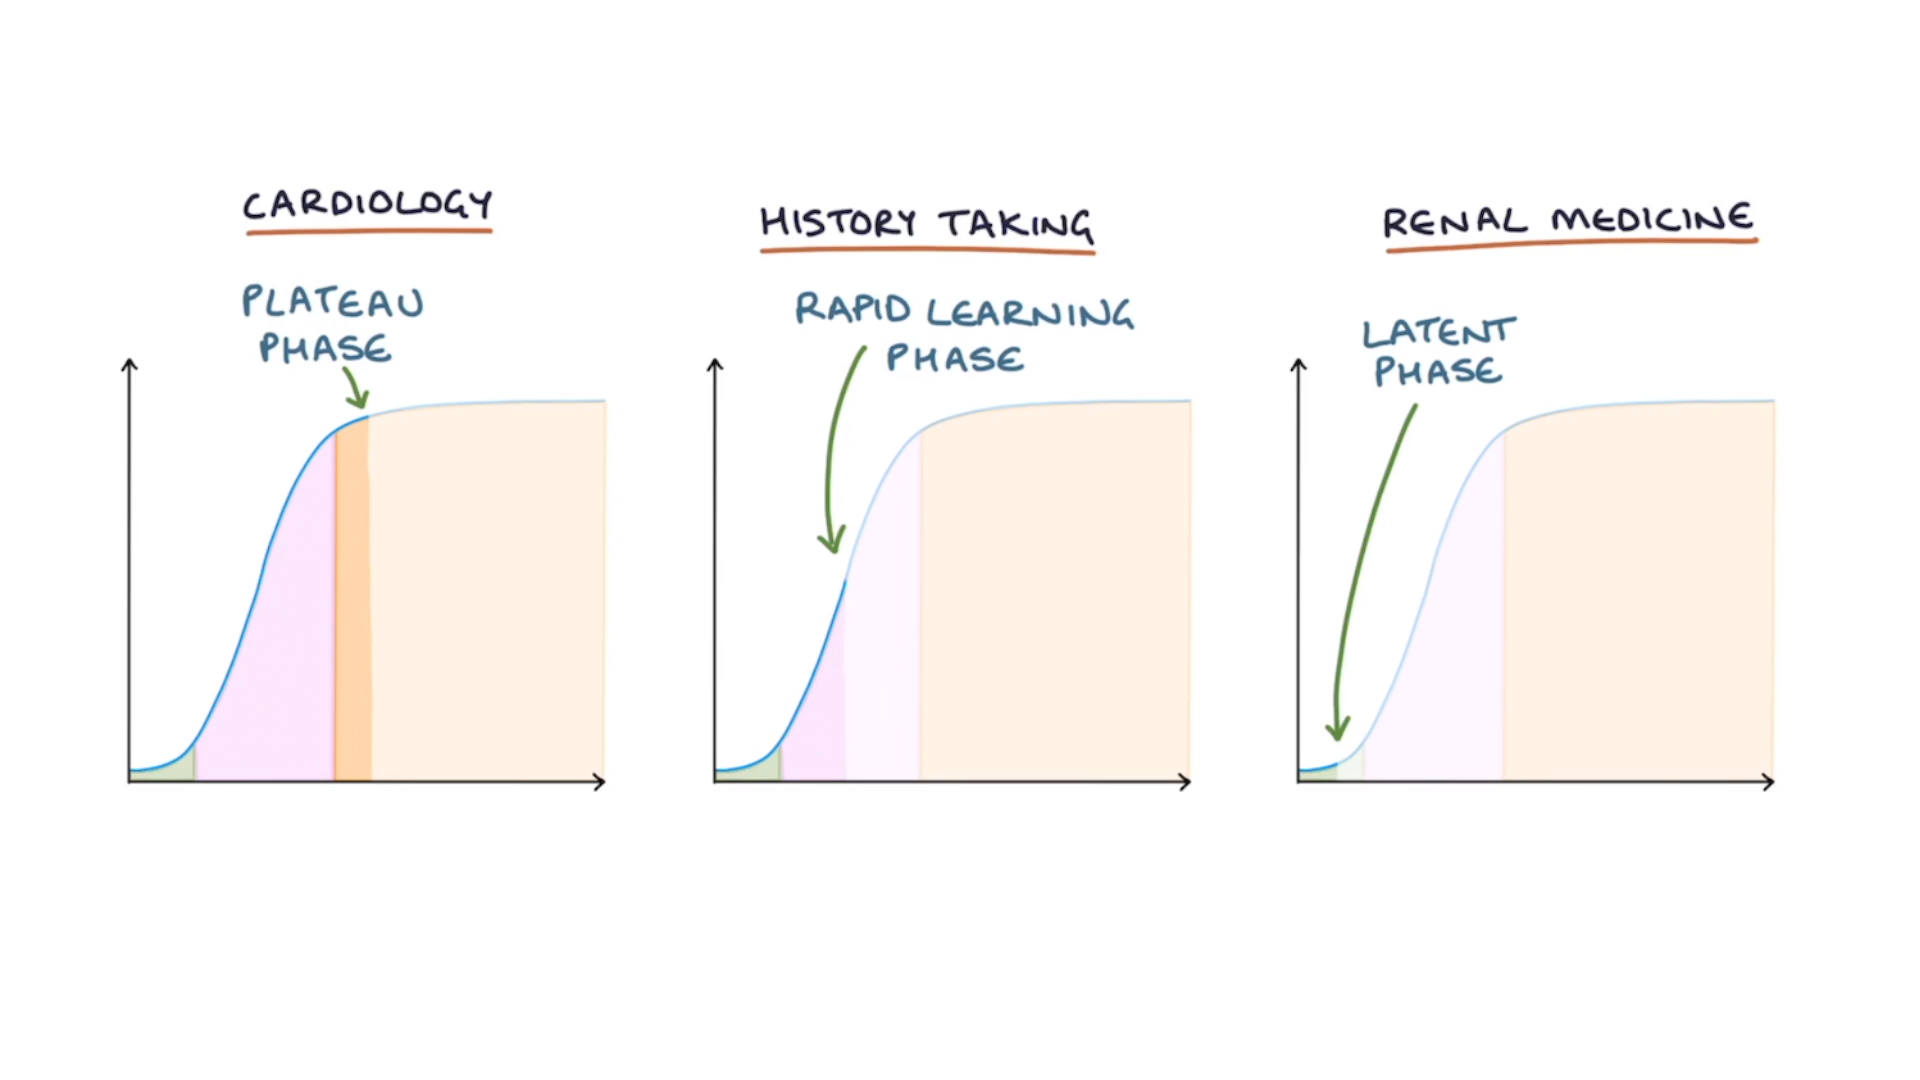 CARDIOLOGY
PLATEAU
PHASE
HISTORY TAKING
RAPID LEARNING
PHASE
RENAL MEDICINE
LATENT
PHASE